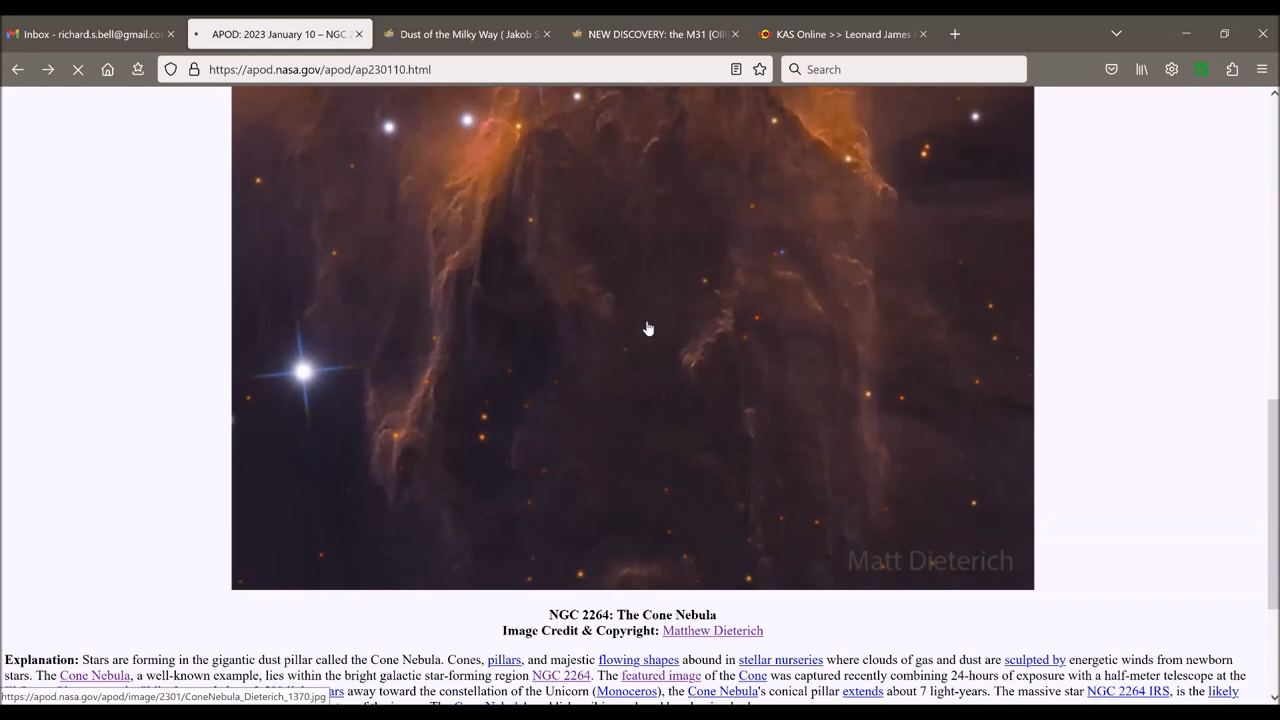 Inbox - richard.s.bell@gmail.co
APOD: 2023 January 10 – NGC 2
Dust of the Milky Way ( Jakob S
NEW DISCOVERY: the M31 [OIII
KAS Online >> Leonard James
https://apod.nasa.gov/apod/ap230110.html
Search
Matt Dieterich
NGC 2264: The Cone Nebula
Image Credit & Copyright: Matthew Dieterich
Explanation: Stars are forming in the gigantic dust pillar called the Cone Nebula. Cones, pillars, and majestic flowing shapes abound in stellar nurseries where clouds of gas and dust are sculpted by energetic winds from newborn
stars. The Cone Nebula, a well-known example, lies within the bright galactic star-forming region NGC 2264. The featured image of the Cone was captured recently combining 24-hours of exposure with a half-meter telescope at the
ars away toward the constellation of the Unicorn (Monoceros), the Cone Nebula's conical pillar extends about 7 light-years. The massive star NGC 2264 IRS, is the likely
https://apod.nasa.gov/apod/image/2301/ConeNebula_Dieterich_1370.jpg